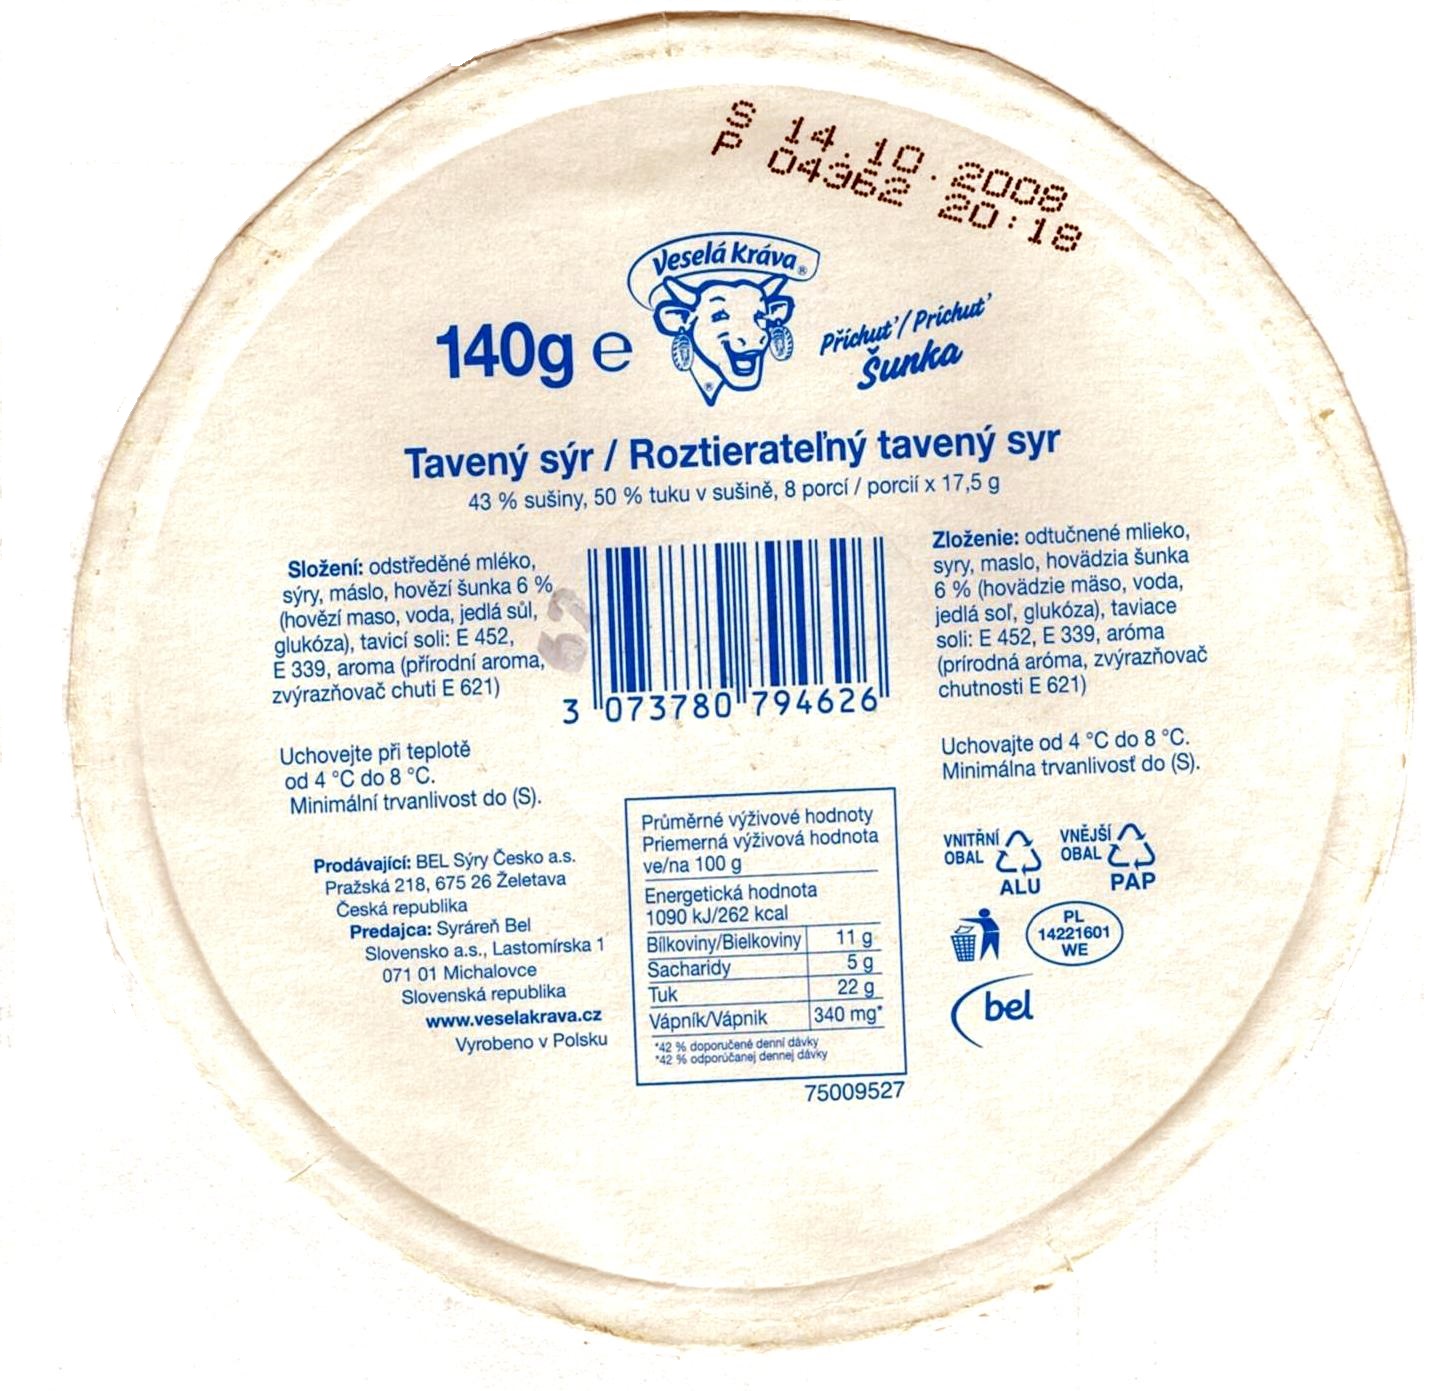 S 14.10.2008
P 04362 20:18
Veselá Kráva®
140g e
Příchuť / Príchuť
Šunka
®
Tavený sýr / Roztierateľný tavený syr
43 % sušiny, 50 % tuku v sušině, 8 porcí / porcií x 17,5 g
Složení: odstředěné mléko,
sýry, máslo, hovězí šunka 6 %
(hovězí maso, voda, jedlá sůl,
glukóza), tavicí soli: E 452,
E 339, aroma (přírodní aroma,
zvýrazňovač chuti E 621)
3 073780 794626
Zloženie: odtučnené mlieko,
syry, maslo, hovädzia šunka
6 % (hovädzie mäso, voda,
jedlá soľ, glukóza), taviace
soli: E 452, E 339, aróma
(prírodná aróma, zvýrazňovač
chutnosti E 621)
Uchovejte při teplotě
od 4 °C do 8 °C.
Minimální trvanlivost do (S).
Uchovajte od 4 °C do 8 °C.
Minimálna trvanlivosť do (S).
Prodávající: BEL Sýry Česko a.s.
Pražská 218, 675 26 Želetava
Česká republika
Predajca: Syráreň Bel
Slovensko a.s., Lastomírska 1
071 01 Michalovce
Slovenská republika
www.veselakrava.cz
Vyrobeno v Polsku
Průměrné výživové hodnoty
Priemerná výživová hodnota
ve/na 100 g
Energetická hodnota
1090 kJ/262 kcal
Bílkoviny/Bielkoviny 11 g
Sacharidy 5 g
Tuk 22 g
Vápník/Vápnik 340 mg*
*42 % doporučené denní dávky
*42 % odporúčanej dennej dávky
75009527
VNITŘNÍ
OBAL
ALU
VNĚJŠÍ
OBAL
PAP
PL
14221601
WE
bel